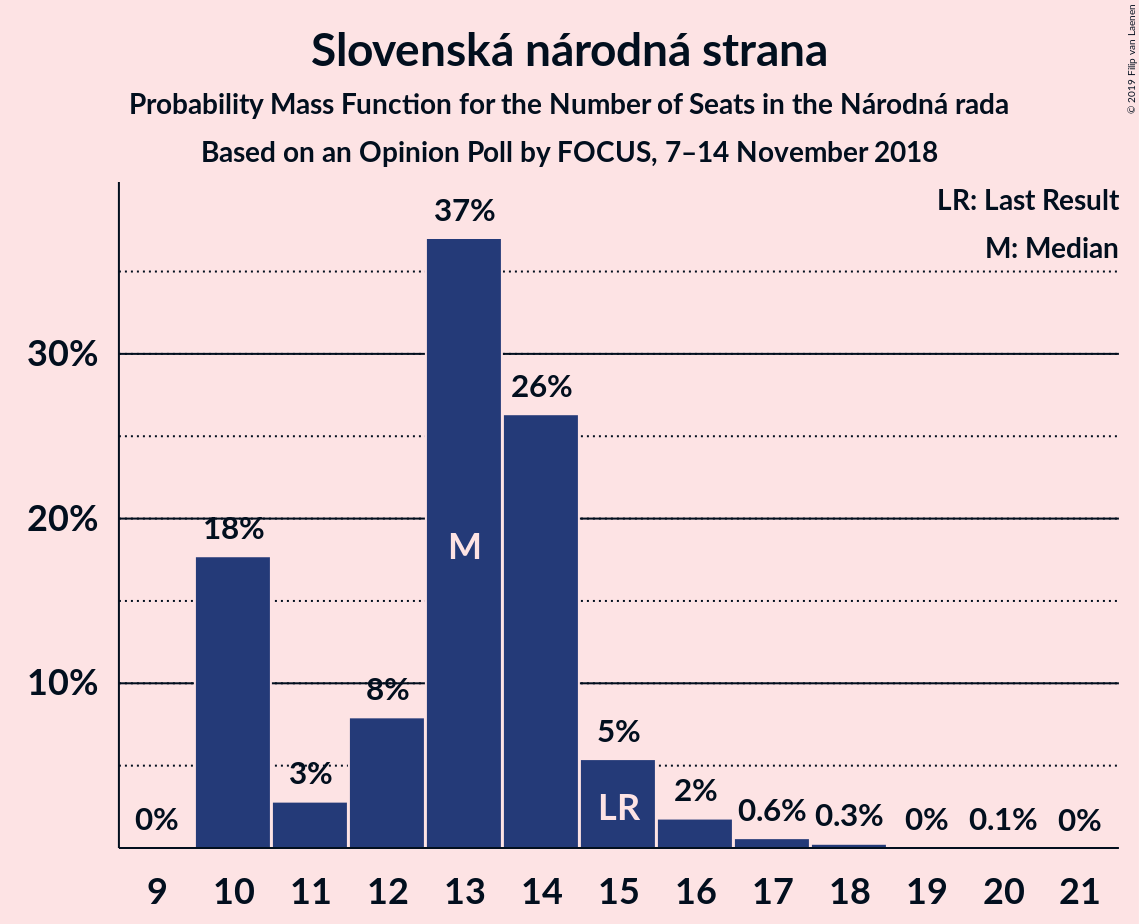 Slovenská národná strana
Probability Mass Function for the Number of Seats in the Národná rada
Based on an Opinion Poll by FOCUS, 7–14 November 2018
© 2019 Filip van Laenen
LR: Last Result
M: Median
30%
20%
10%
0%
18%
3%
8%
37%
26%
5%
2%
0.6%
0.3%
0%
0.1%
0%
M
LR
9 10 11 12 13 14 15 16 17 18 19 20 21